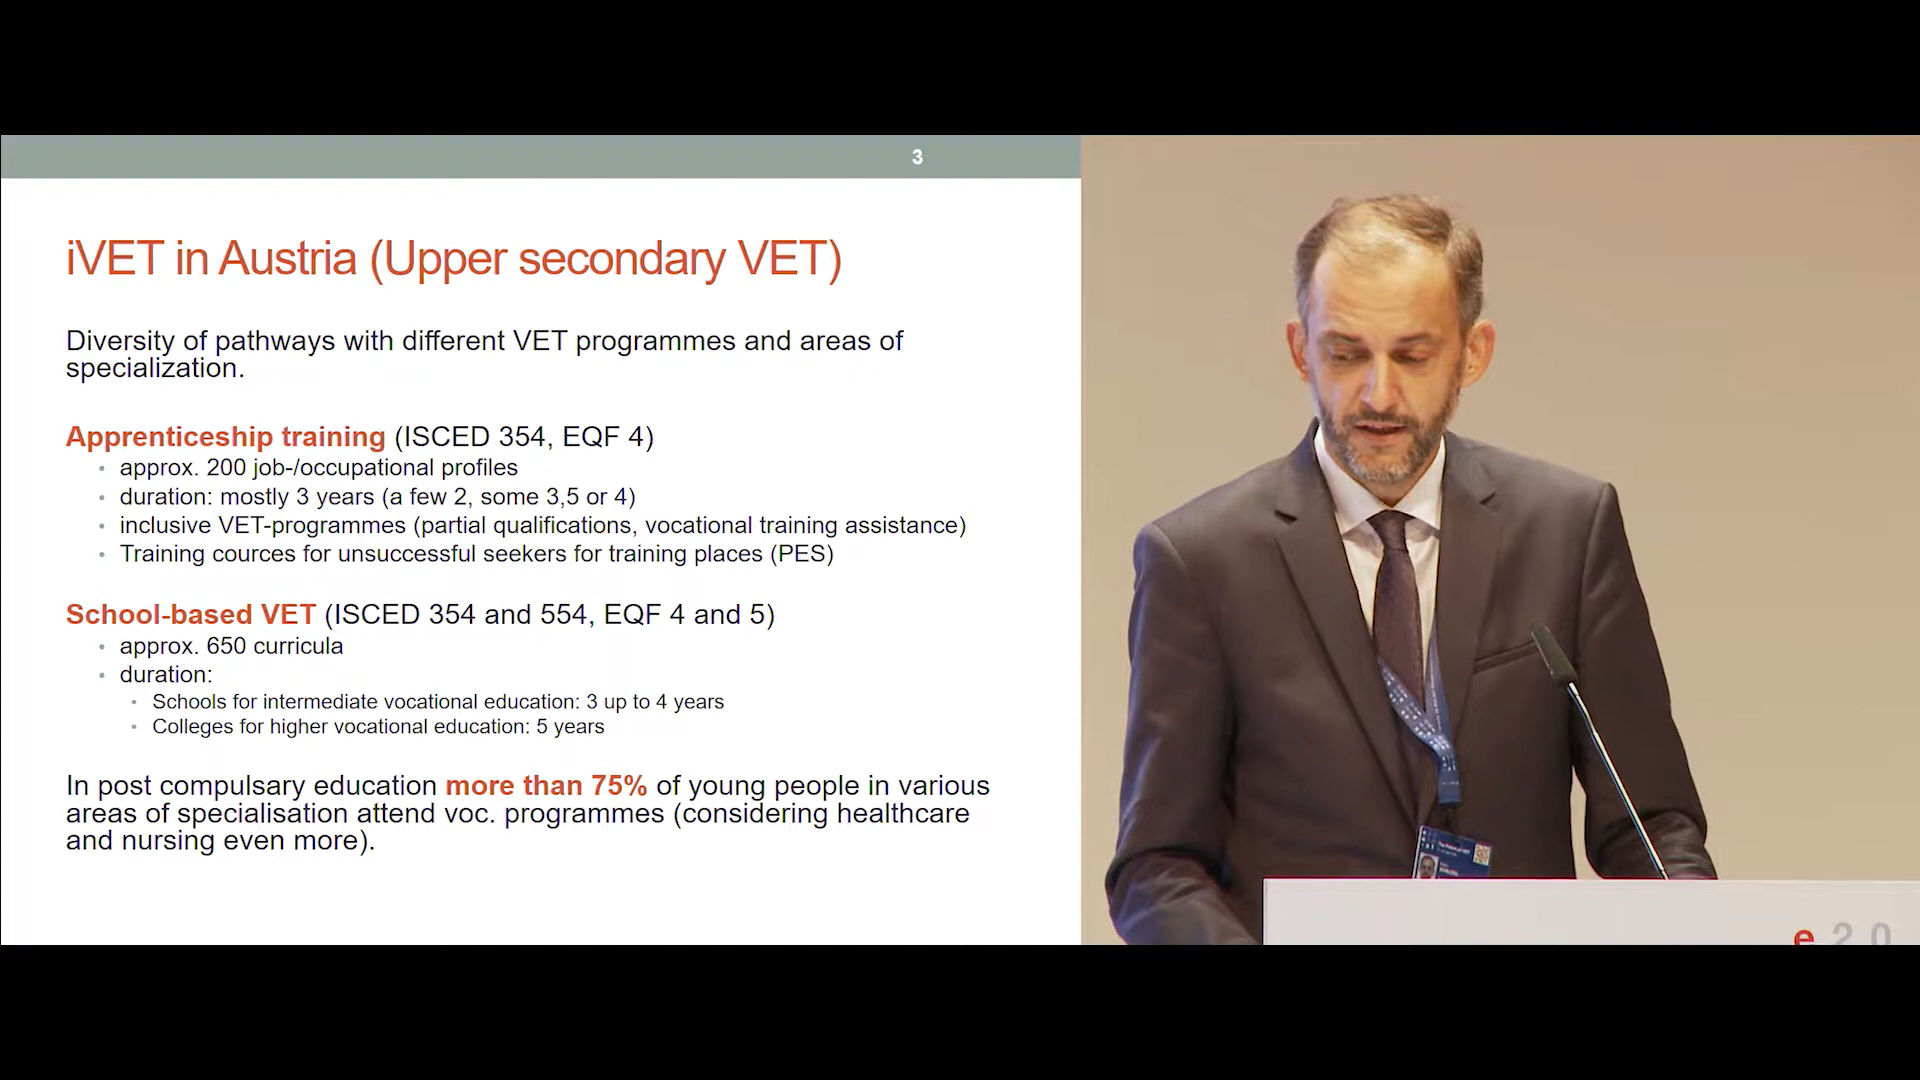 3
iVET in Austria (Upper secondary VET)
Diversity of pathways with different VET programmes and areas of
specialization.
Apprenticeship training (ISCED 354, EQF 4)
• approx. 200 job-/occupational profiles
• duration: mostly 3 years (a few 2, some 3,5 or 4)
• inclusive VET-programmes (partial qualifications, vocational training assistance)
• Training cources for unsuccessful seekers for training places (PES)
School-based VET (ISCED 354 and 554, EQF 4 and 5)
• approx. 650 curricula
• duration:
• Schools for intermediate vocational education: 3 up to 4 years
• Colleges for higher vocational education: 5 years
In post compulsary education more than 75% of young people in various
areas of specialisation attend voc. programmes (considering healthcare
and nursing even more).
e 2.0